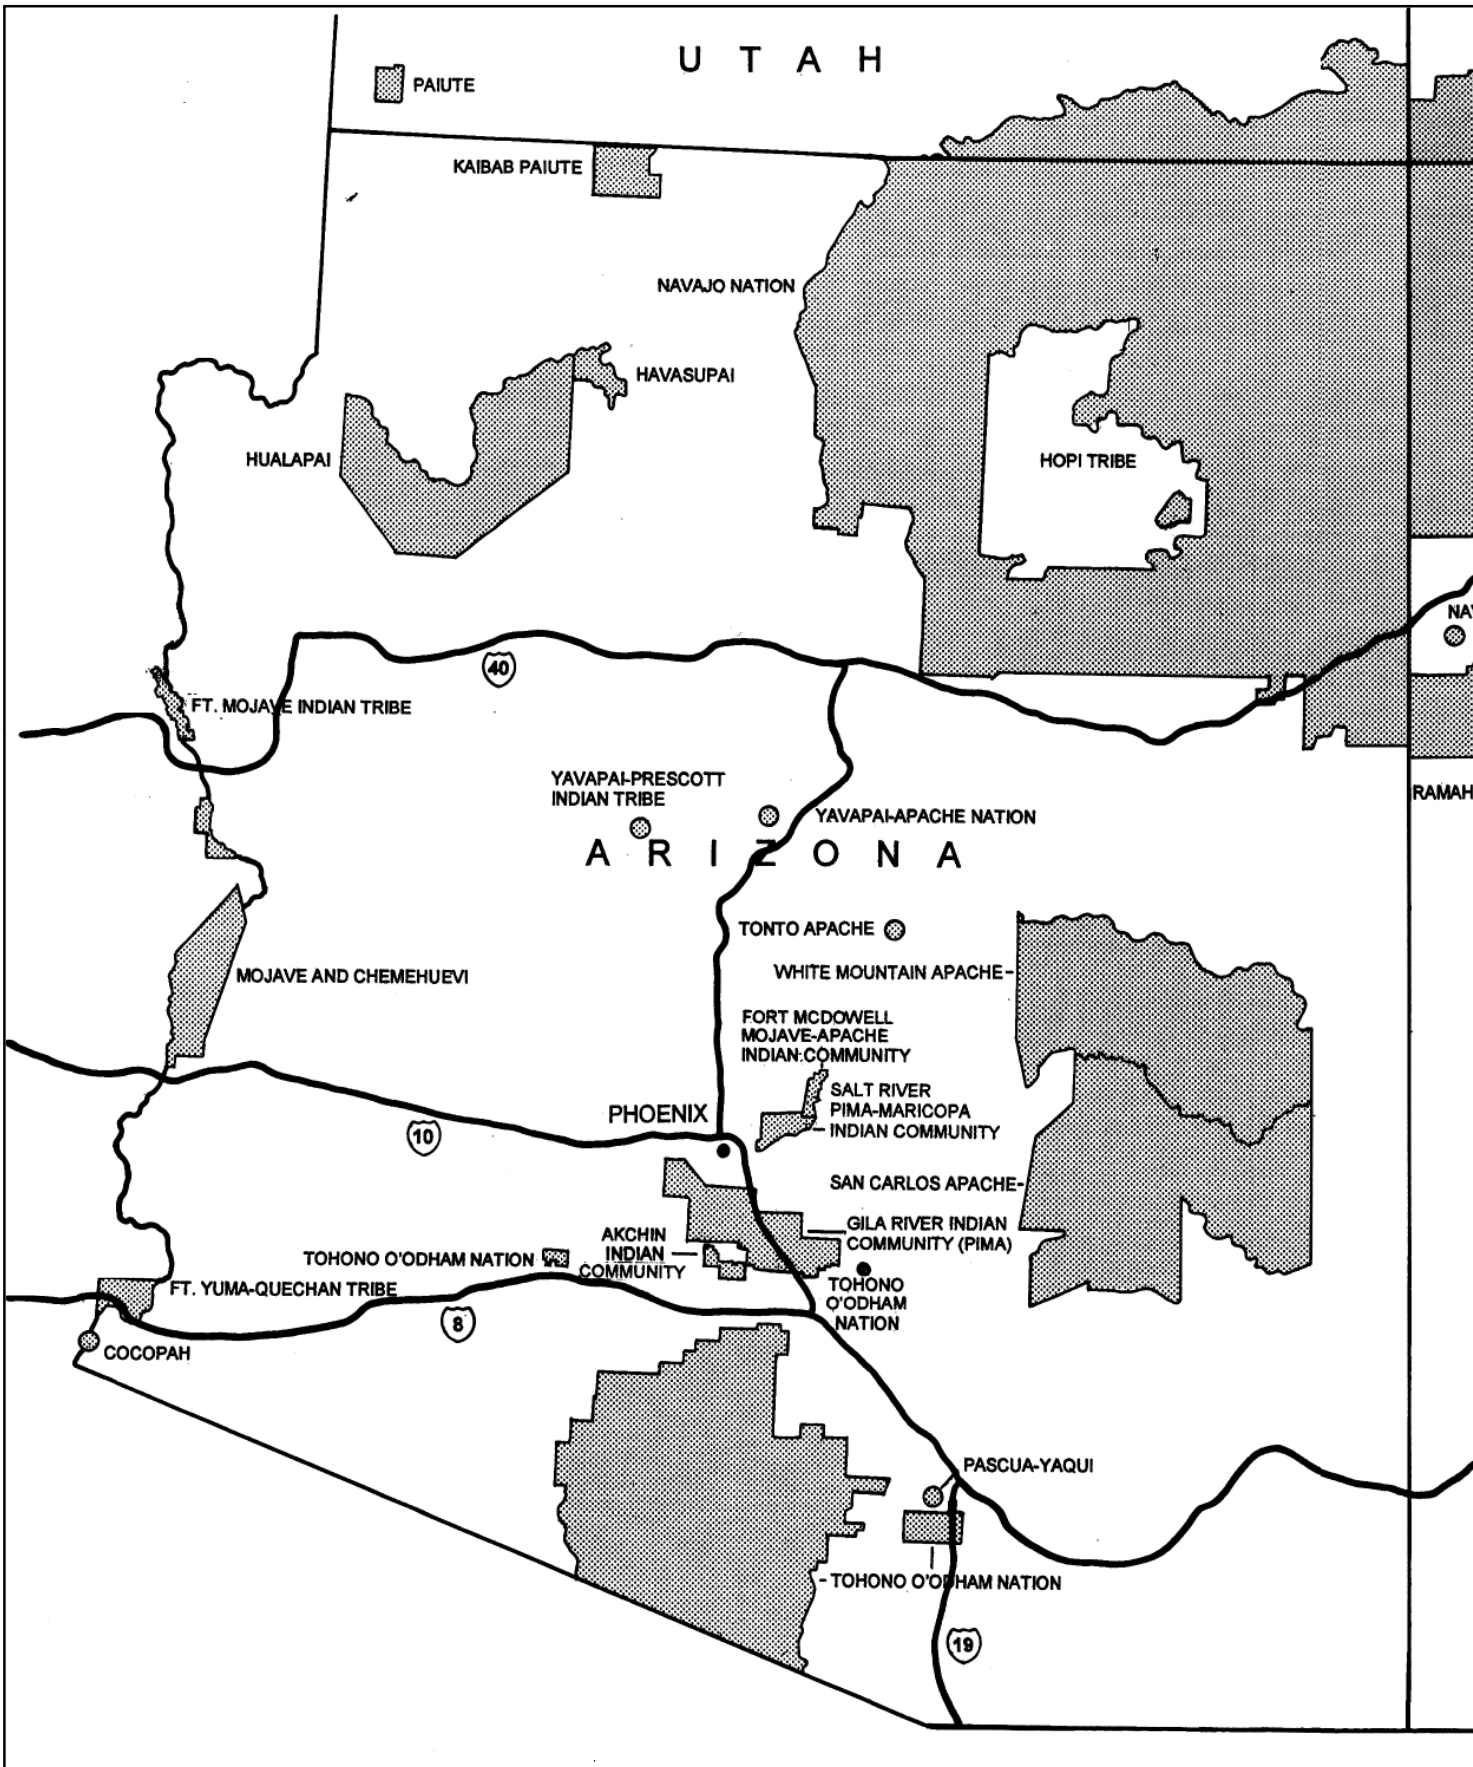 UTAH
PAIUTE
KAIBAB PAIUTE
NAVAJO NATION
HAVASUPAI
HUALAPAI
HOPI TRIBE
NAV
40
FT. MOJAVE INDIAN TRIBE
YAVAPAI-PRESCOTT
INDIAN TRIBE
YAVAPAI-APACHE NATION
RAMAH
ARIZONA
TONTO APACHE
WHITE MOUNTAIN APACHE
MOJAVE AND CHEMEHUEVI
FORT MCDOWELL
MOJAVE-APACHE
INDIAN COMMUNITY
SALT RIVER
PIMA-MARICOPA
INDIAN COMMUNITY
PHOENIX
10
SAN CARLOS APACHE
GILA RIVER INDIAN
COMMUNITY (PIMA)
AKCHIN
INDIAN
COMMUNITY
TOHONO O'ODHAM NATION
TOHONO
O'ODHAM
NATION
FT. YUMA-QUECHAN TRIBE
8
COCOPAH
PASCUA-YAQUI
TOHONO O'ODHAM NATION
19